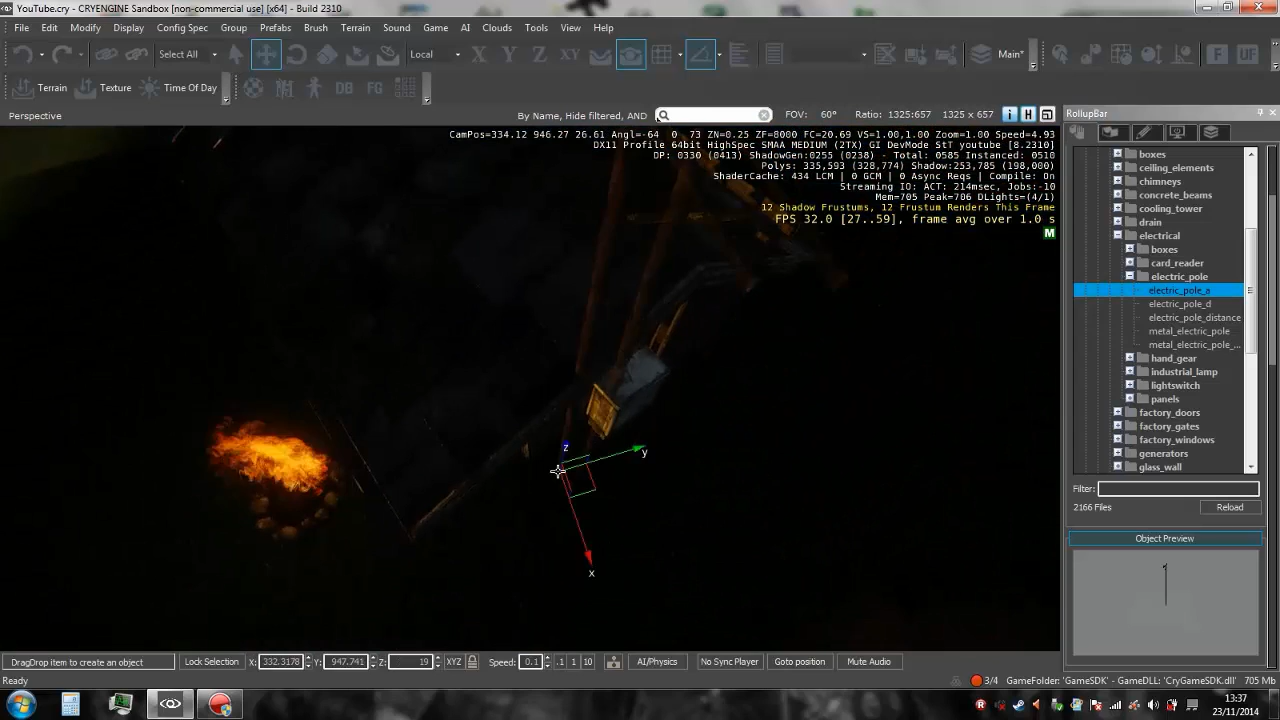 YouTube.cry - CRYENGINE Sandbox [non-commercial use] [x64] - Build 2310
File Edit Modify Display Config Spec Group Prefabs Brush Terrain Sound Game AI Clouds Tools View Help
Select All Local X Y Z Main* F UF
Terrain Texture Time Of Day DB FG
Perspective By Name, Hide filtered, AND FOV: 60° Ratio: 1325:657 1325 x 657 i H
CamPos=334.12 946.27 26.61 Angl=-64 0 73 ZN=0.25 ZF=8000 FC=20.69 VS=1.00,1.00 Zoom=1.00 Speed=4.93
DX11 Profile 64bit HighSpec SMAA MEDIUM (2TX) GI DevMode StT youtube [8.2310]
DP: 0330 (0413) ShadowGen:0255 (0238) - Total: 0585 Instanced: 0510
Polys: 335,593 (328,774) Shadow:253,785 (198,000)
ShaderCache: 434 LCM | 0 GCM | 0 Async Reqs | Compile: On
Streaming IO: ACT: 214msec, Jobs:-10
Mem=705 Peak=706 DLights=(4/1)
12 Shadow Frustums, 12 Frustum Renders This Frame
FPS 32.0 [27..59], frame avg over 1.0 s
M
z
y
x
RollupBar
boxes
ceiling_elements
chimneys
concrete_beams
cooling_tower
drain
electrical
boxes
card_reader
electric_pole
electric_pole_a
electric_pole_d
electric_pole_distance
metal_electric_pole
metal_electric_pole_...
hand_gear
industrial_lamp
lightswitch
panels
factory_doors
factory_gates
factory_windows
generators
glass_wall
Filter:
2166 Files Reload
Object Preview
DragDrop item to create an object Lock Selection X: 332.3178 Y: 947.741 Z: 19 XYZ Speed: 0.1 .1 1 10 AI/Physics No Sync Player Goto position Mute Audio
Ready 3/4 GameFolder: 'GameSDK' - GameDLL: 'CryGameSDK.dll' 705 Mb
13:37
23/11/2014